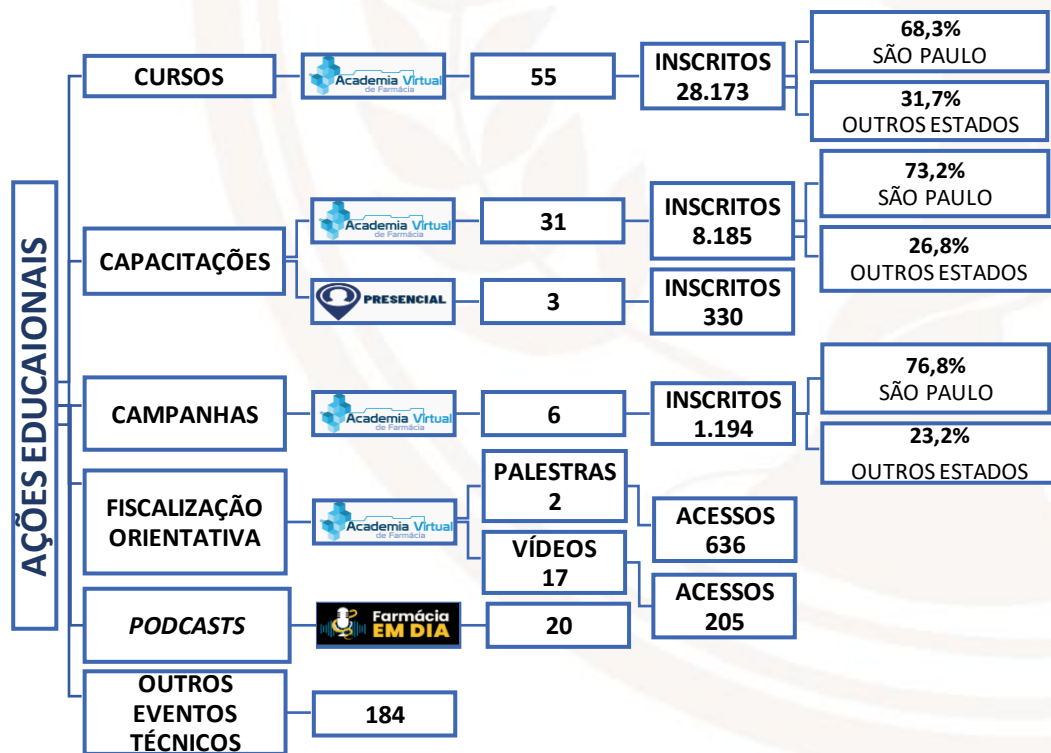 AÇÕES EDUCAIONAIS
CURSOS
Academia Virtual
de Farmácia
55
INSCRITOS
28.173
68,3%
SÃO PAULO
31,7%
OUTROS ESTADOS
CAPACITAÇÕES
Academia Virtual
de Farmácia
31
INSCRITOS
8.185
73,2%
SÃO PAULO
26,8%
OUTROS ESTADOS
PRESENCIAL
3
INSCRITOS
330
CAMPANHAS
Academia Virtual
de Farmácia
6
INSCRITOS
1.194
76,8%
SÃO PAULO
23,2%
OUTROS ESTADOS
FISCALIZAÇÃO
ORIENTATIVA
Academia Virtual
de Farmácia
PALESTRAS
2
ACESSOS
636
VÍDEOS
17
ACESSOS
205
PODCASTS
Farmácia
EM DIA
20
OUTROS
EVENTOS
TÉCNICOS
184